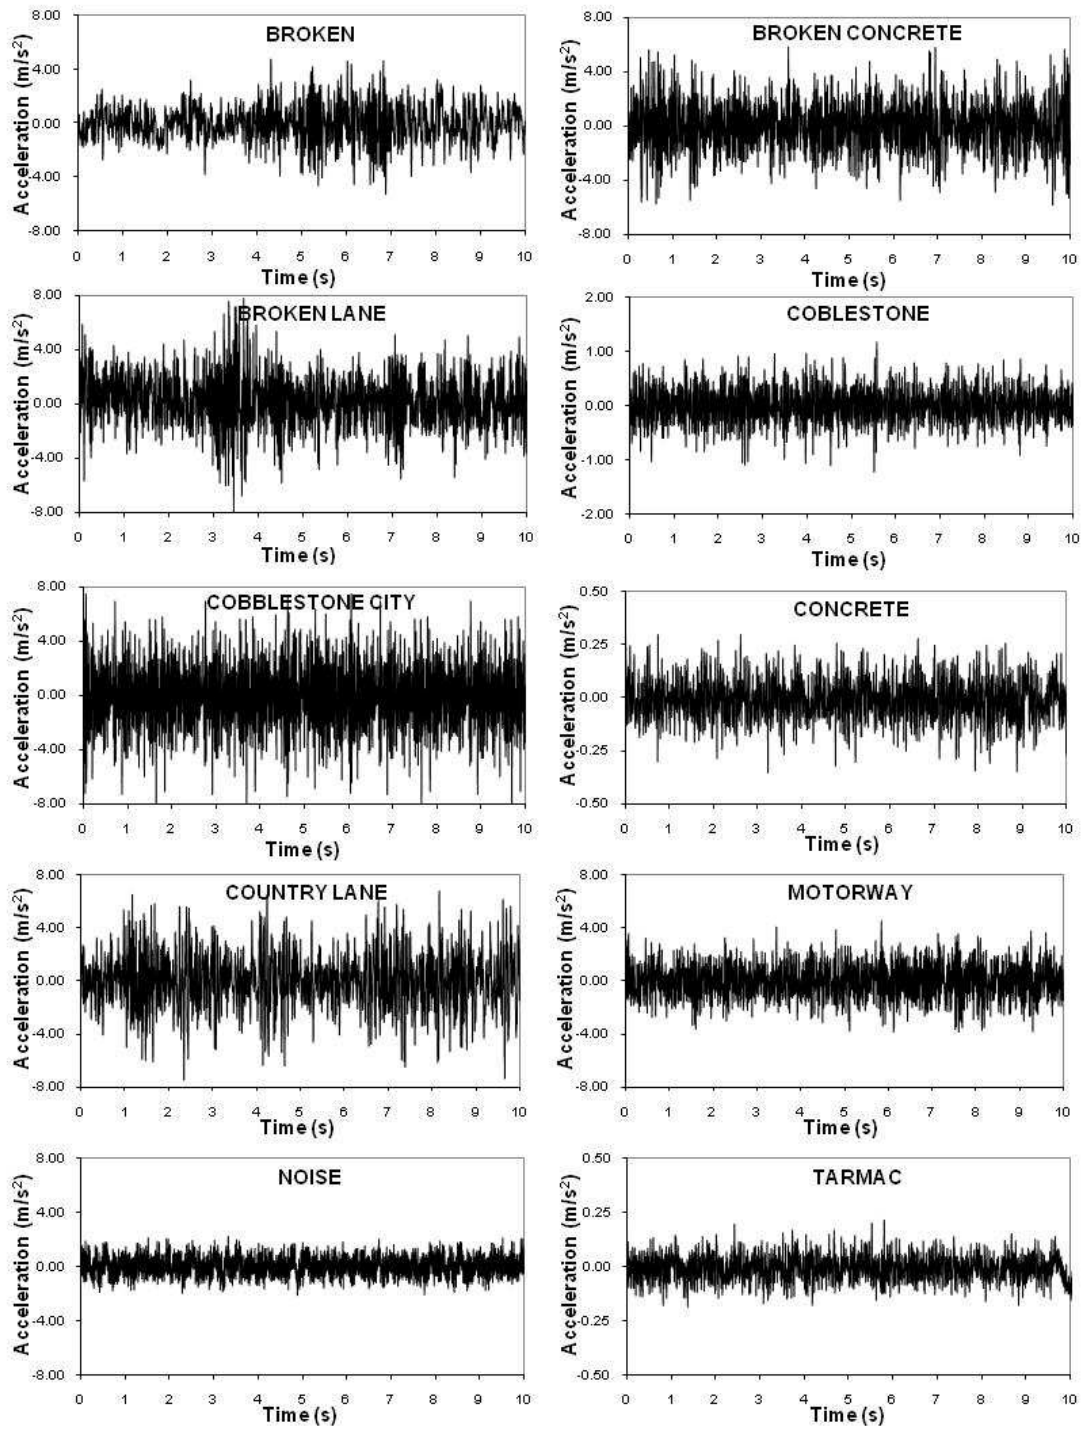 BROKEN
Acceleration (m/s²)
8.00
4.00
0.00
-4.00
-8.00
0 1 2 3 4 5 6 7 8 9 10
Time (s)
BROKEN CONCRETE
Acceleration (m/s²)
8.00
4.00
0.00
-4.00
-8.00
0 1 2 3 4 5 6 7 8 9 10
Time (s)
BROKEN LANE
Acceleration (m/s²)
8.00
4.00
0.00
-4.00
-8.00
0 1 2 3 4 5 6 7 8 9 10
Time (s)
COBLESTONE
Acceleration (m/s²)
2.00
1.00
0.00
-1.00
-2.00
0 1 2 3 4 5 6 7 8 9 10
Time (s)
COBBLESTONE CITY
Acceleration (m/s²)
8.00
4.00
0.00
-4.00
-8.00
0 1 2 3 4 5 6 7 8 9 10
Time (s)
CONCRETE
Acceleration (m/s²)
0.50
0.25
0.00
-0.25
-0.50
0 1 2 3 4 5 6 7 8 9 10
Time (s)
COUNTRY LANE
Acceleration (m/s²)
8.00
4.00
0.00
-4.00
-8.00
0 1 2 3 4 5 6 7 8 9 10
Time (s)
MOTORWAY
Acceleration (m/s²)
8.00
4.00
0.00
-4.00
-8.00
0 1 2 3 4 5 6 7 8 9 10
Time (s)
NOISE
Acceleration (m/s²)
8.00
4.00
0.00
-4.00
-8.00
0 1 2 3 4 5 6 7 8 9 10
Time (s)
TARMAC
Acceleration (m/s²)
0.50
0.25
0.00
-0.25
-0.50
0 1 2 3 4 5 6 7 8 9 10
Time (s)